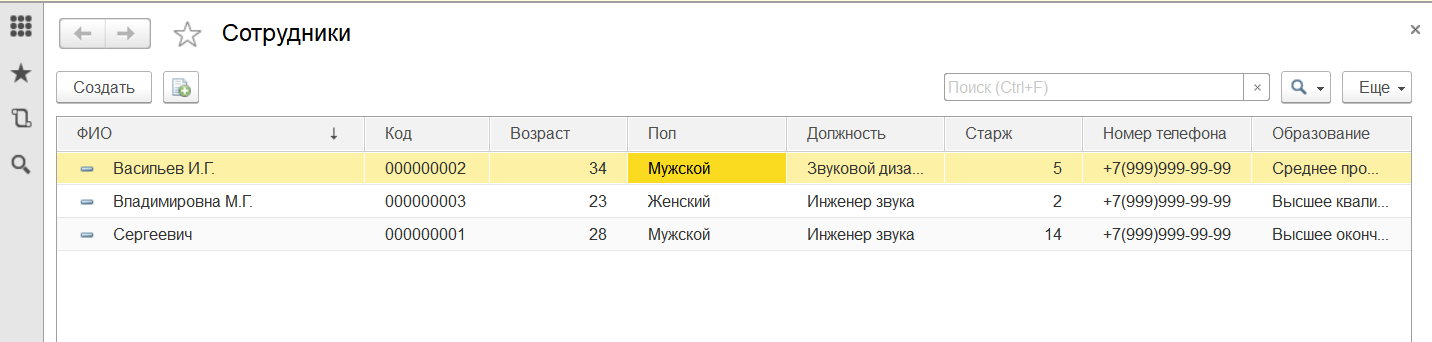 Сотрудники
Создать Поиск (Ctrl+F) × Еще
ФИО ↓ Код Возраст Пол Должность Старж Номер телефона Образование
Васильев И.Г. 000000002 34 Мужской Звуковой диза... 5 +7(999)999-99-99 Среднее про...
Владимировна М.Г. 000000003 23 Женский Инженер звука 2 +7(999)999-99-99 Высшее квали...
Сергеевич 000000001 28 Мужской Инженер звука 14 +7(999)999-99-99 Высшее оконч...